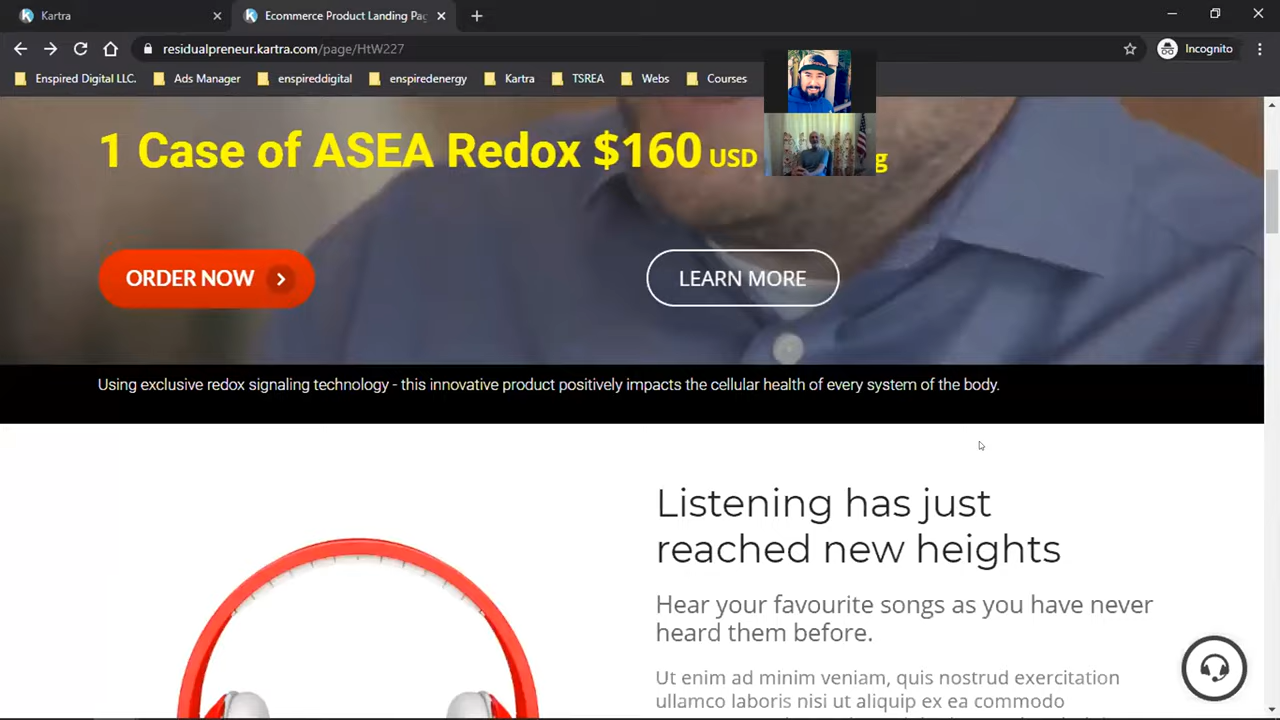 Kartra
Ecommerce Product Landing Pag
residualpreneur.kartra.com/page/HtW227
Incognito
Enspired Digital LLC.
Ads Manager
enspireddigital
enspiredenergy
Kartra
TSREA
Webs
Courses
1 Case of ASEA Redox $160 USD
g
ORDER NOW
LEARN MORE
Using exclusive redox signaling technology - this innovative product positively impacts the cellular health of every system of the body.
Listening has just
reached new heights
Hear your favourite songs as you have never
heard them before.
Ut enim ad minim veniam, quis nostrud exercitation
ullamco laboris nisi ut aliquip ex ea commodo